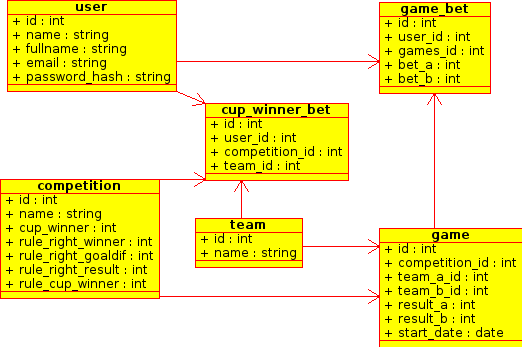 user
+ id : int
+ name : string
+ fullname : string
+ email : string
+ password_hash : string
game_bet
+ id : int
+ user_id : int
+ games_id : int
+ bet_a : int
+ bet_b : int
cup_winner_bet
+ id : int
+ user_id : int
+ competition_id : int
+ team_id : int
competition
+ id : int
+ name : string
+ cup_winner : int
+ rule_right_winner : int
+ rule_right_goaldif : int
+ rule_right_result : int
+ rule_cup_winner : int
team
+ id : int
+ name : string
game
+ id : int
+ competition_id : int
+ team_a_id : int
+ team_b_id : int
+ result_a : int
+ result_b : int
+ start_date : date